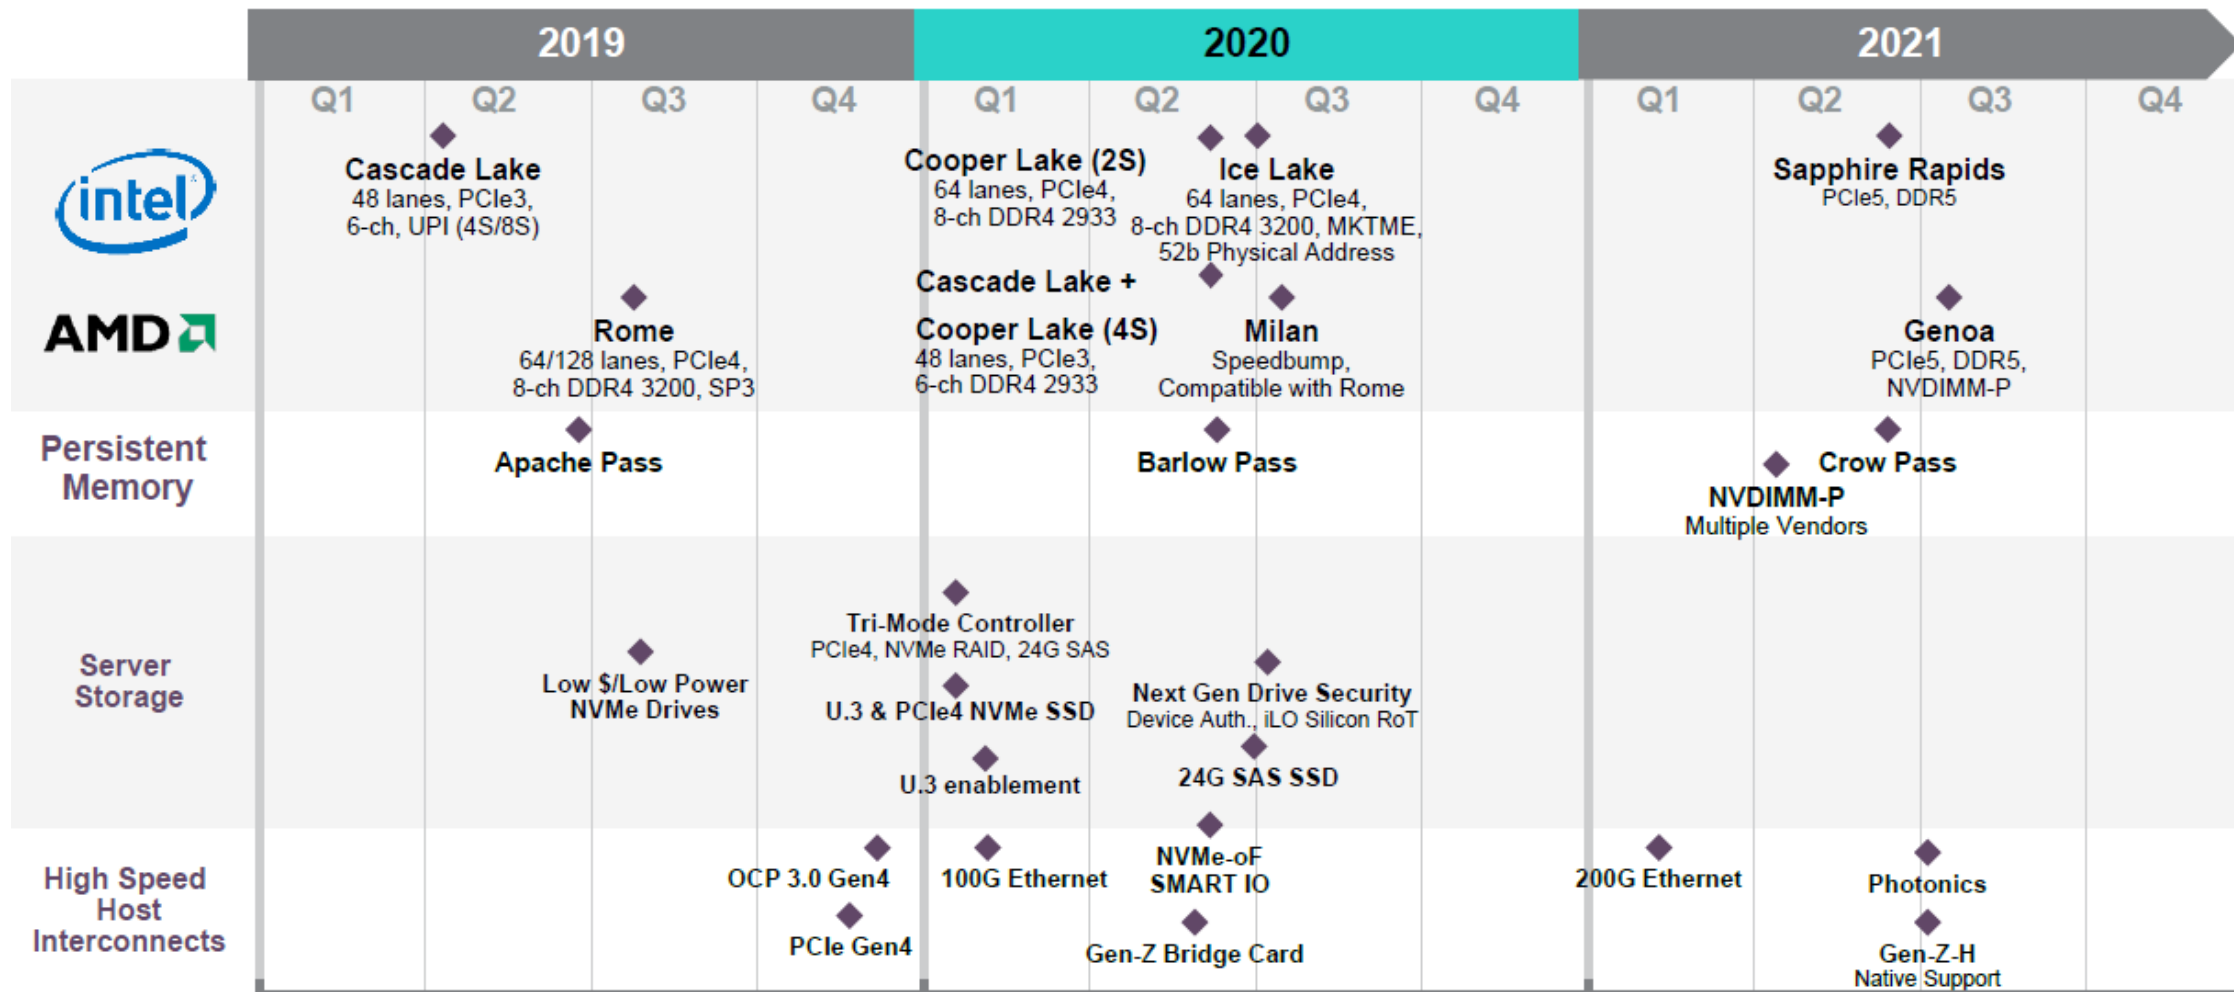 2019
2020
2021
Q1
Q2
Q3
Q4
Q1
Q2
Q3
Q4
Q1
Q2
Q3
Q4
intel
Cascade Lake
48 lanes, PCIe3,
6-ch, UPI (4S/8S)
Cooper Lake (2S)
64 lanes, PCIe4,
8-ch DDR4 2933
Ice Lake
64 lanes, PCIe4,
8-ch DDR4 3200, MKTME,
52b Physical Address
Sapphire Rapids
PCIe5, DDR5
Cascade Lake +
AMD
Rome
64/128 lanes, PCIe4,
8-ch DDR4 3200, SP3
Cooper Lake (4S)
48 lanes, PCIe3,
6-ch DDR4 2933
Milan
Speedbump,
Compatible with Rome
Genoa
PCIe5, DDR5,
NVDIMM-P
Persistent
Memory
Apache Pass
Barlow Pass
Crow Pass
NVDIMM-P
Multiple Vendors
Server
Storage
Low $/Low Power
NVMe Drives
Tri-Mode Controller
PCIe4, NVMe RAID, 24G SAS
U.3 & PCIe4 NVMe SSD
U.3 enablement
Next Gen Drive Security
Device Auth., iLO Silicon RoT
24G SAS SSD
High Speed
Host
Interconnects
OCP 3.0 Gen4
PCIe Gen4
100G Ethernet
NVMe-oF
SMART IO
Gen-Z Bridge Card
200G Ethernet
Photonics
Gen-Z-H
Native Support